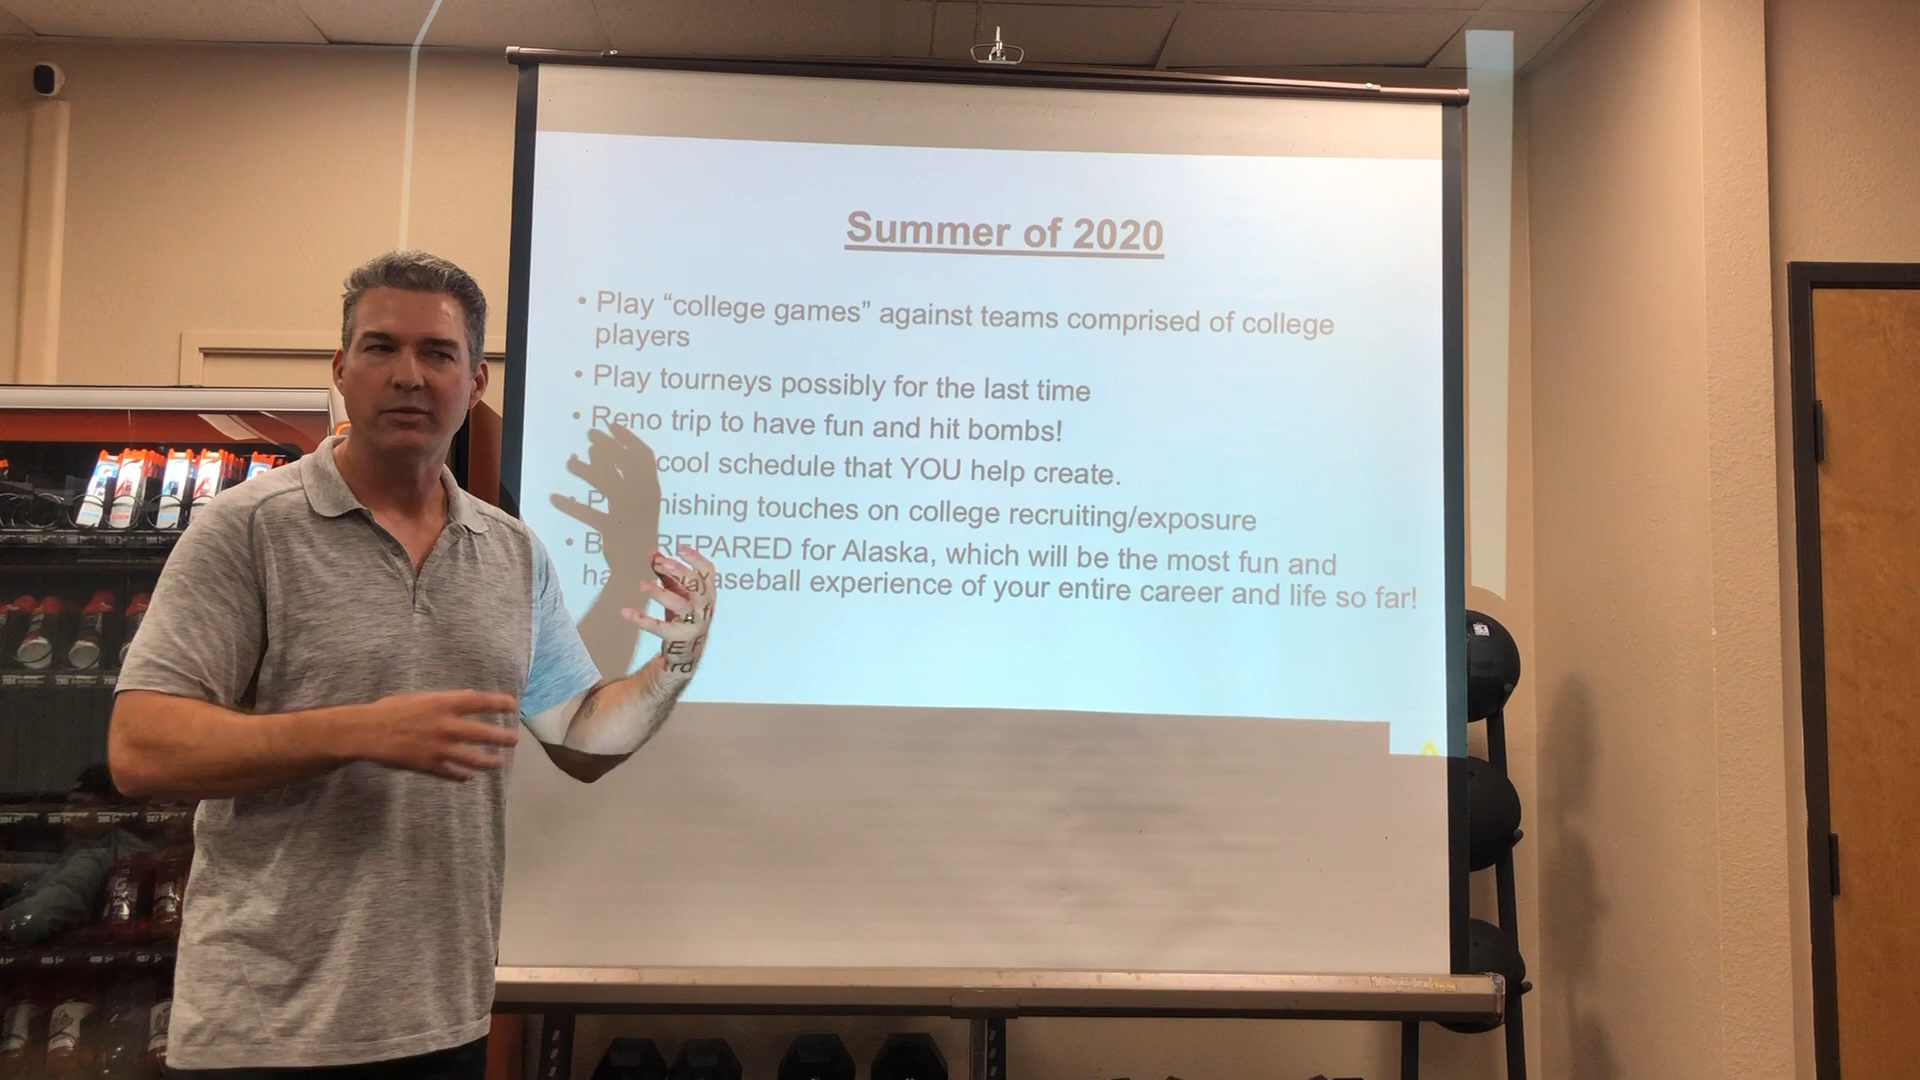 Summer of 2020
• Play “college games” against teams comprised of college
players
• Play tourneys possibly for the last time
• Reno trip to have fun and hit bombs!
cool schedule that YOU help create.
• P nishing touches on college recruiting/exposure
• B REPARED for Alaska, which will be the most fun and
ha aseball experience of your entire career and life so far!